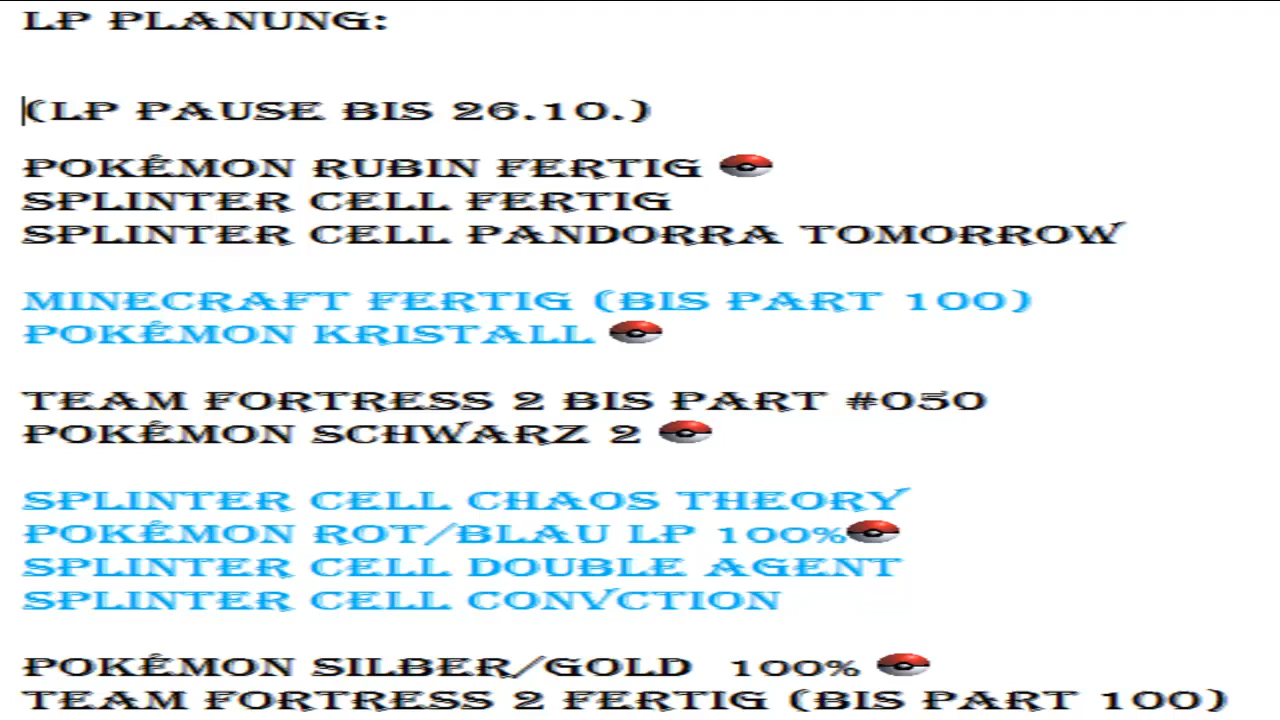 LP PLANUNG:
(LP PAUSE BIS 26.10.)
POKÉMON RUBIN FERTIG
SPLINTER CELL FERTIG
SPLINTER CELL PANDORRA TOMORROW
MINECRAFT FERTIG (BIS PART 100)
POKÉMON KRISTALL
TEAM FORTRESS 2 BIS PART #050
POKÉMON SCHWARZ 2
SPLINTER CELL CHAOS THEORY
POKÉMON ROT/BLAU LP 100%
SPLINTER CELL DOUBLE AGENT
SPLINTER CELL CONVCTION
POKÉMON SILBER/GOLD 100%
TEAM FORTRESS 2 FERTIG (BIS PART 100)